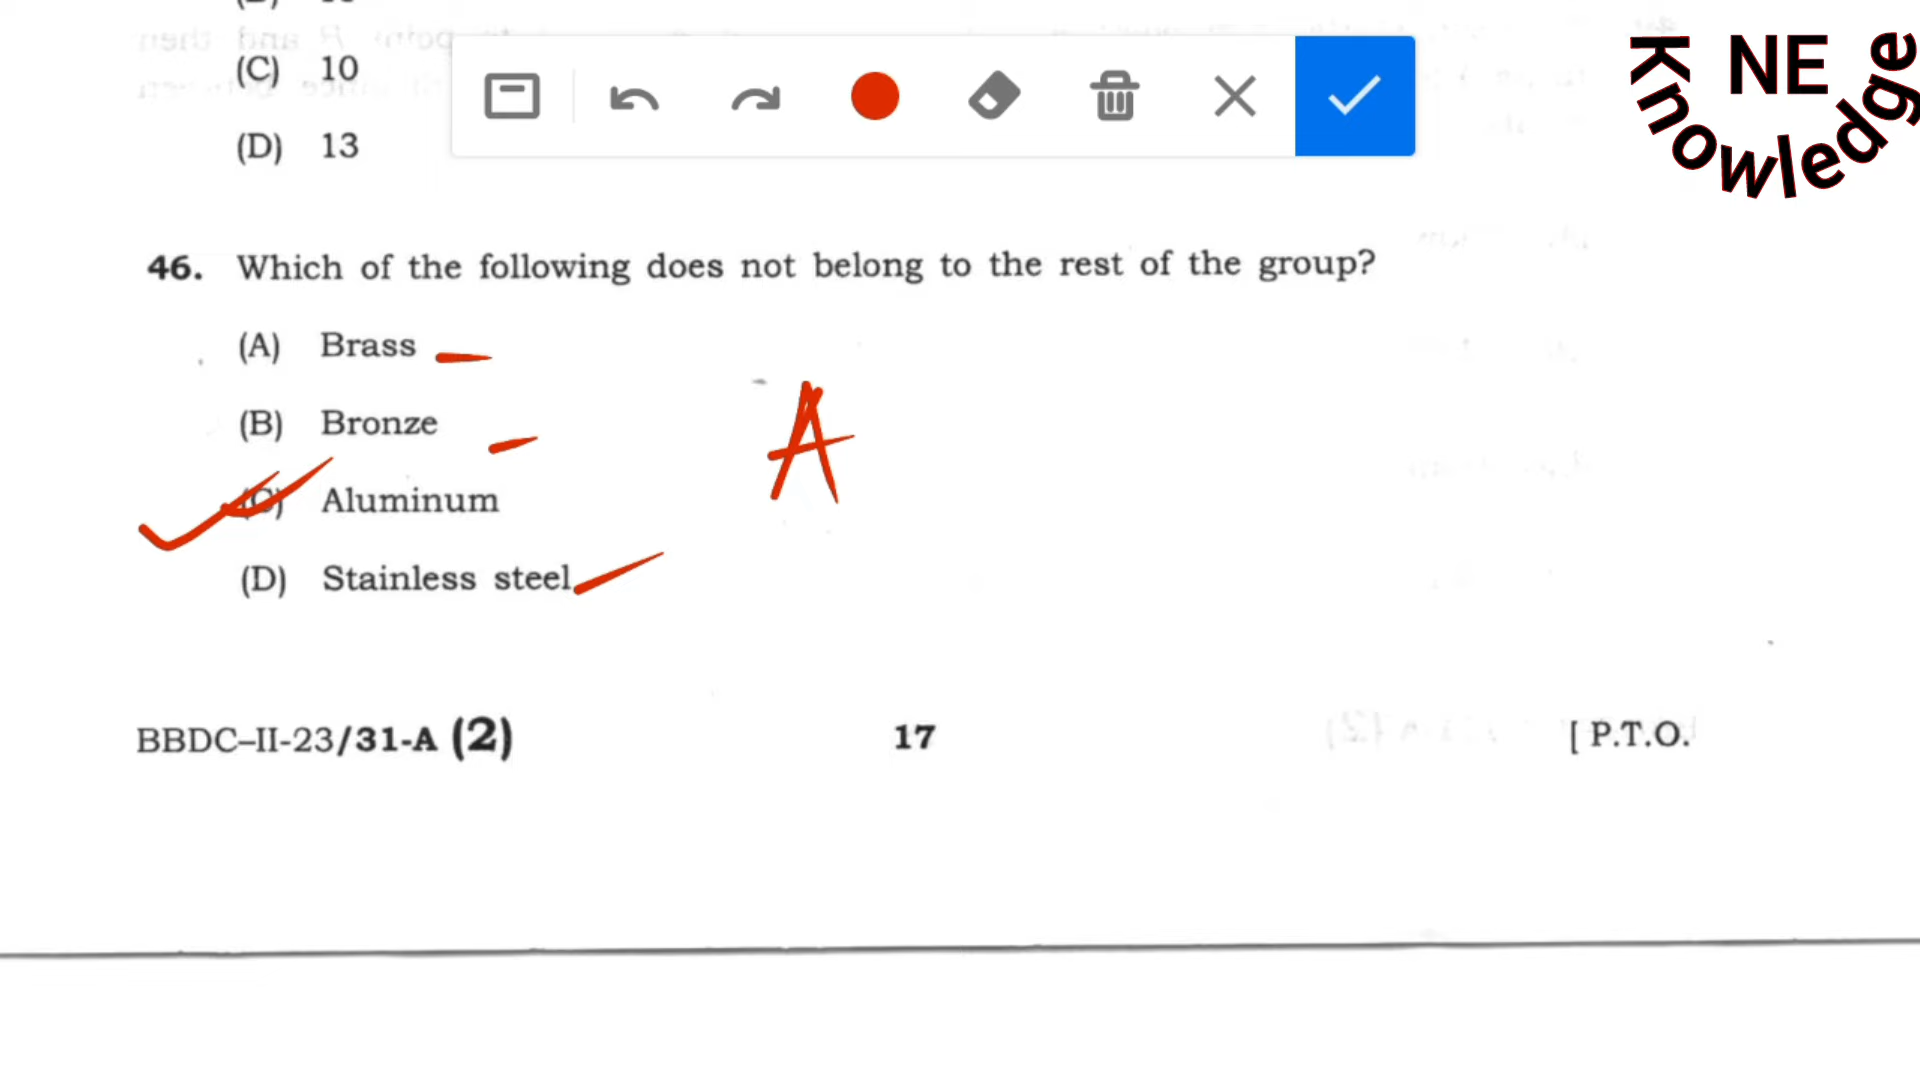 (C) 10
(D) 13
NE
Knowledge
46. Which of the following does not belong to the rest of the group?
(A) Brass
(B) Bronze
A
(C) Aluminum
(D) Stainless steel
BBDC–II-23/31-A (2)
17
[ P.T.O.